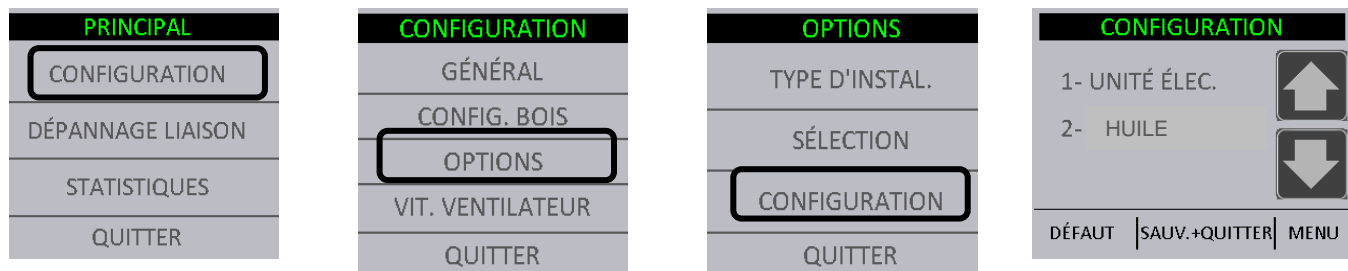 PRINCIPAL
CONFIGURATION
DÉPANNAGE LIAISON
STATISTIQUES
QUITTER
CONFIGURATION
GÉNÉRAL
CONFIG. BOIS
OPTIONS
VIT. VENTILATEUR
QUITTER
OPTIONS
TYPE D'INSTAL.
SÉLECTION
CONFIGURATION
QUITTER
CONFIGURATION
1- UNITÉ ÉLEC.
2- HUILE
DÉFAUT SAUV.+QUITTER MENU